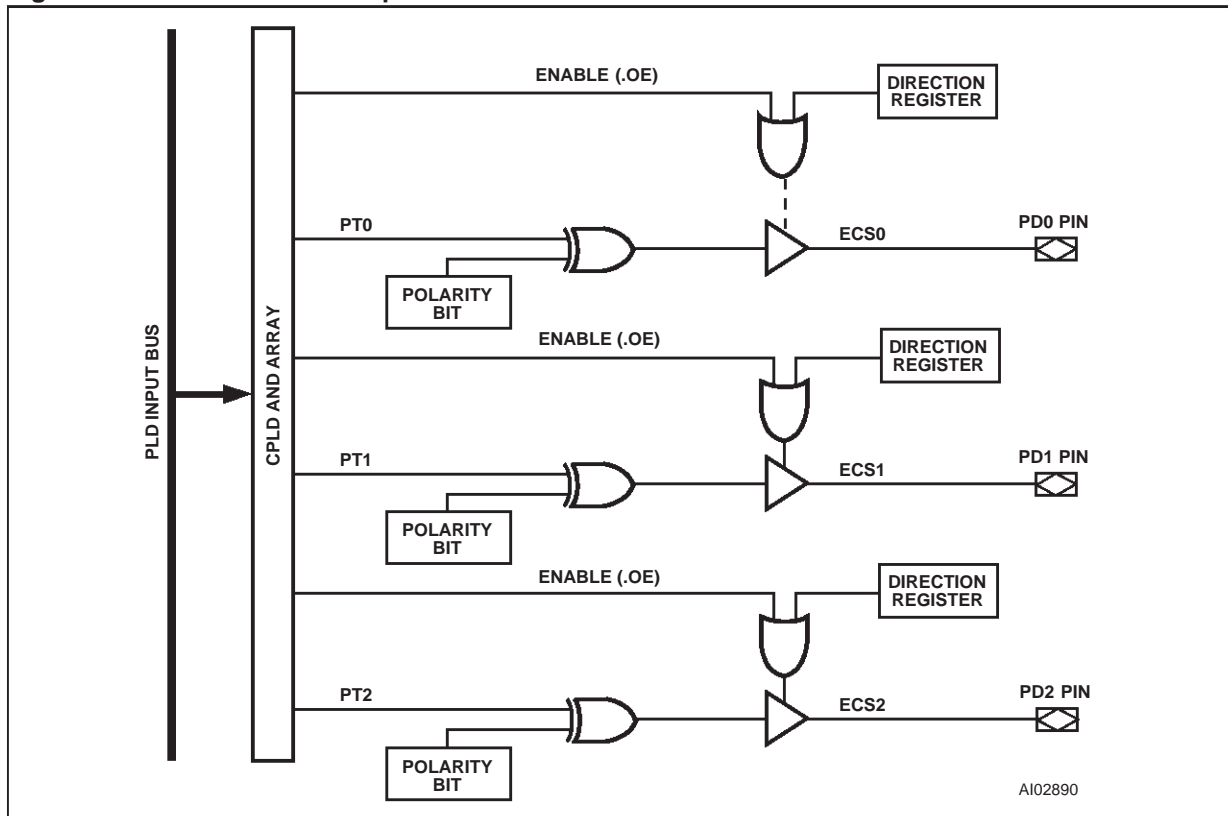 ENABLE (.OE)
DIRECTION
REGISTER
PT0
ECS0
PD0 PIN
POLARITY
BIT
ENABLE (.OE)
DIRECTION
REGISTER
PLD INPUT BUS
CPLD AND ARRAY
PT1
ECS1
PD1 PIN
POLARITY
BIT
ENABLE (.OE)
DIRECTION
REGISTER
PT2
ECS2
PD2 PIN
POLARITY
BIT
AI02890